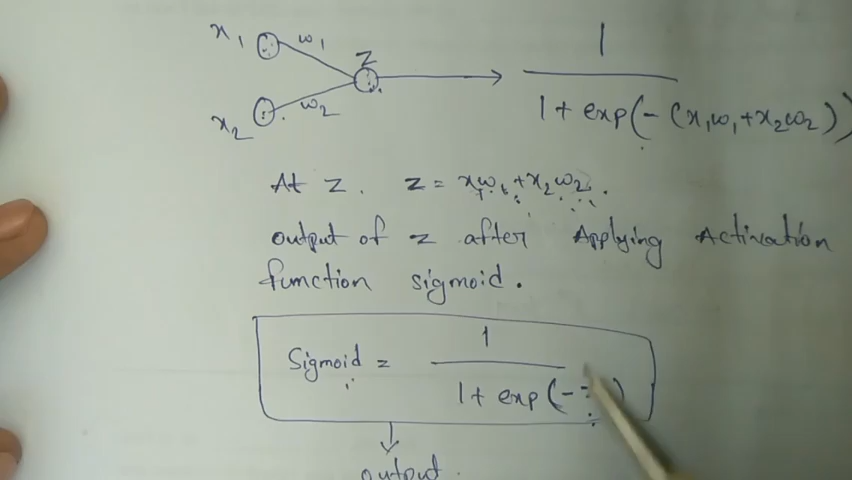 x₁ w₁ z 1
x₂ w₂ 1 + exp(-(x₁w₁+x₂w₂))
At z. z = x₁w₁+x₂w₂.
output of z after Applying Activation
function sigmoid.
Sigmoid = 1
1+ exp(-
output.